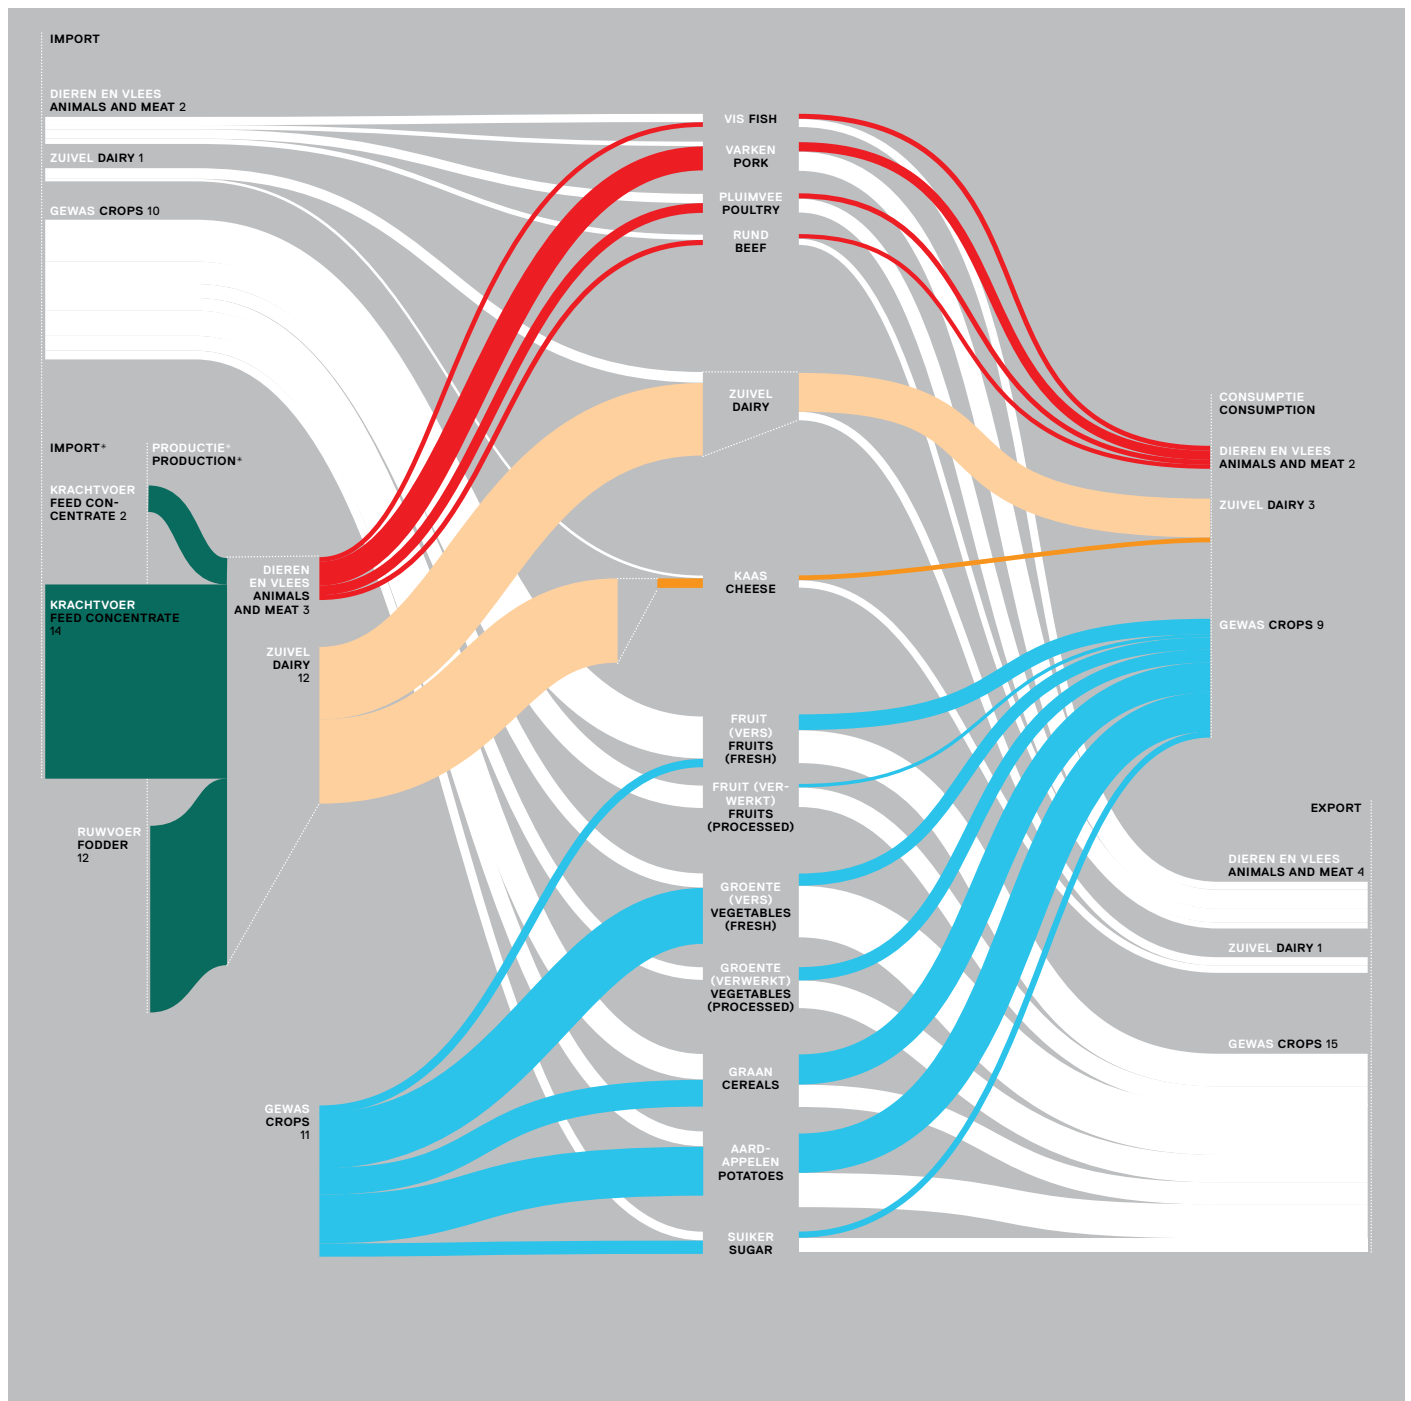 IMPORT
DIEREN EN VLEES
ANIMALS AND MEAT 2
ZUIVEL DAIRY 1
GEWAS CROPS 10
IMPORT*
PRODUCTIE*
PRODUCTION*
KRACHTVOER
FEED CON-
CENTRATE 2
KRACHTVOER
FEED CONCENTRATE
14
RUWVOER
FODDER
12
DIEREN
EN VLEES
ANIMALS
AND MEAT 3
ZUIVEL
DAIRY
12
GEWAS
CROPS
11
VIS FISH
VARKEN
PORK
PLUIMVEE
POULTRY
RUND
BEEF
ZUIVEL
DAIRY
KAAS
CHEESE
FRUIT
(VERS)
FRUITS
(FRESH)
FRUIT (VER-
WERKT)
FRUITS
(PROCESSED)
GROENTE
(VERS)
VEGETABLES
(FRESH)
GROENTE
(VERWERKT)
VEGETABLES
(PROCESSED)
GRAAN
CEREALS
AARD-
APPELEN
POTATOES
SUIKER
SUGAR
CONSUMPTIE
CONSUMPTION
DIEREN EN VLEES
ANIMALS AND MEAT 2
ZUIVEL DAIRY 3
GEWAS CROPS 9
EXPORT
DIEREN EN VLEES
ANIMALS AND MEAT 4
ZUIVEL DAIRY 1
GEWAS CROPS 15